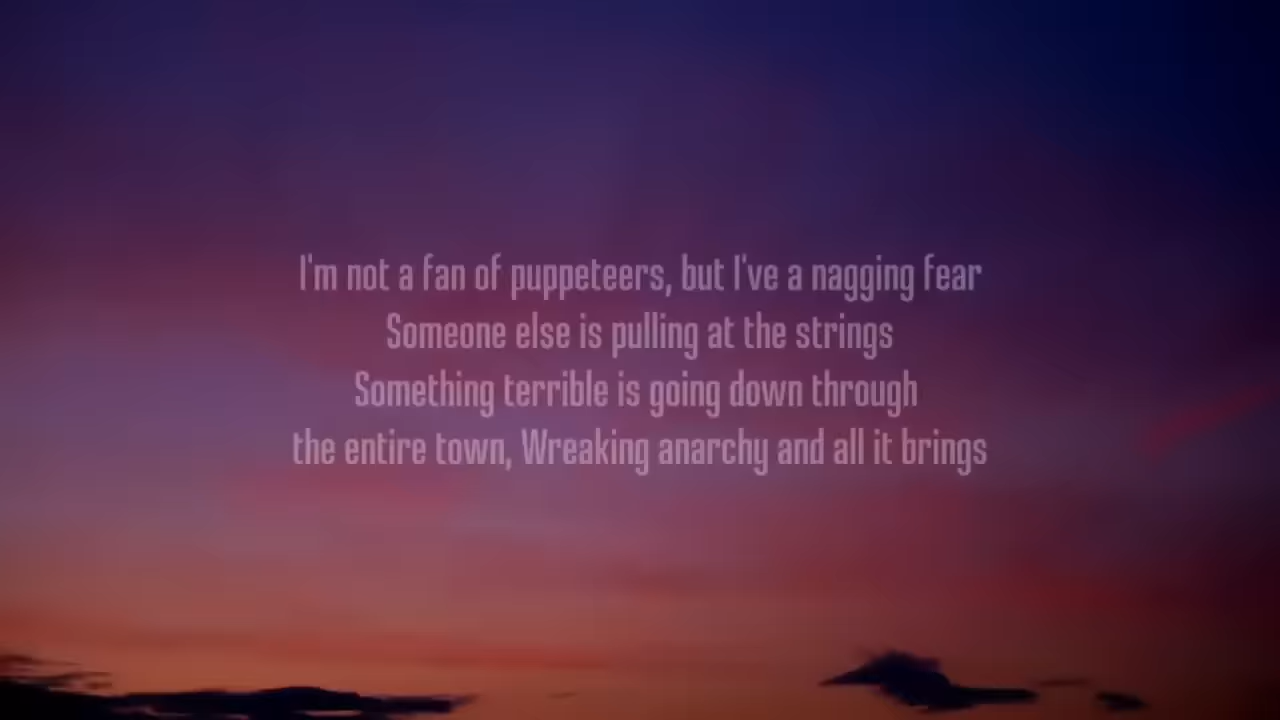 I'm not a fan of puppeteers, but I've a nagging fear
Someone else is pulling at the strings
Something terrible is going down through
the entire town, Wreaking anarchy and all it brings